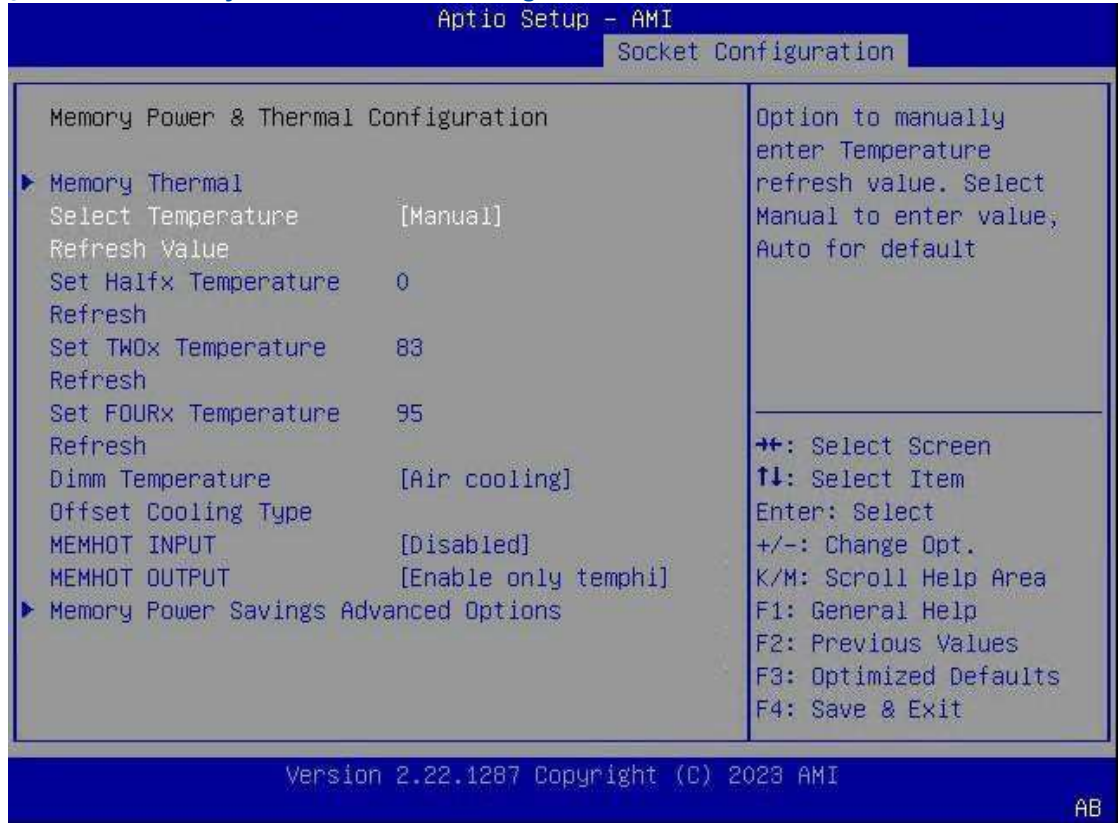 Aptio Setup – AMI
Socket Configuration
Memory Power & Thermal Configuration
▶ Memory Thermal
Select Temperature [Manual]
Refresh Value
Set Halfx Temperature 0
Refresh
Set TWOx Temperature 83
Refresh
Set FOURx Temperature 95
Refresh
Dimm Temperature [Air cooling]
Offset Cooling Type
MEMHOT INPUT [Disabled]
MEMHOT OUTPUT [Enable only temphi]
▶ Memory Power Savings Advanced Options
Option to manually
enter Temperature
refresh value. Select
Manual to enter value,
Auto for default
→←: Select Screen
↑↓: Select Item
Enter: Select
+/-: Change Opt.
K/M: Scroll Help Area
F1: General Help
F2: Previous Values
F3: Optimized Defaults
F4: Save & Exit
Version 2.22.1287 Copyright (C) 2023 AMI
AB